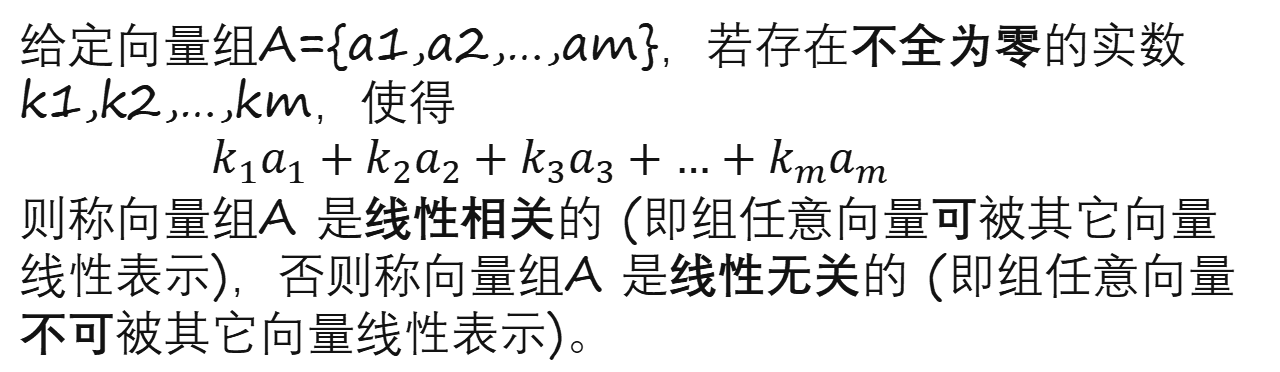 给定向量组A={a1,a2,...,am}，若存在不全为零的实数
k1,k2,...,km，使得
k₁a₁ + k₂a₂ + k₃a₃ + ... + kₘaₘ
则称向量组A 是线性相关的 (即组任意向量可被其它向量
线性表示)，否则称向量组A 是线性无关的 (即组任意向量
不可被其它向量线性表示)。